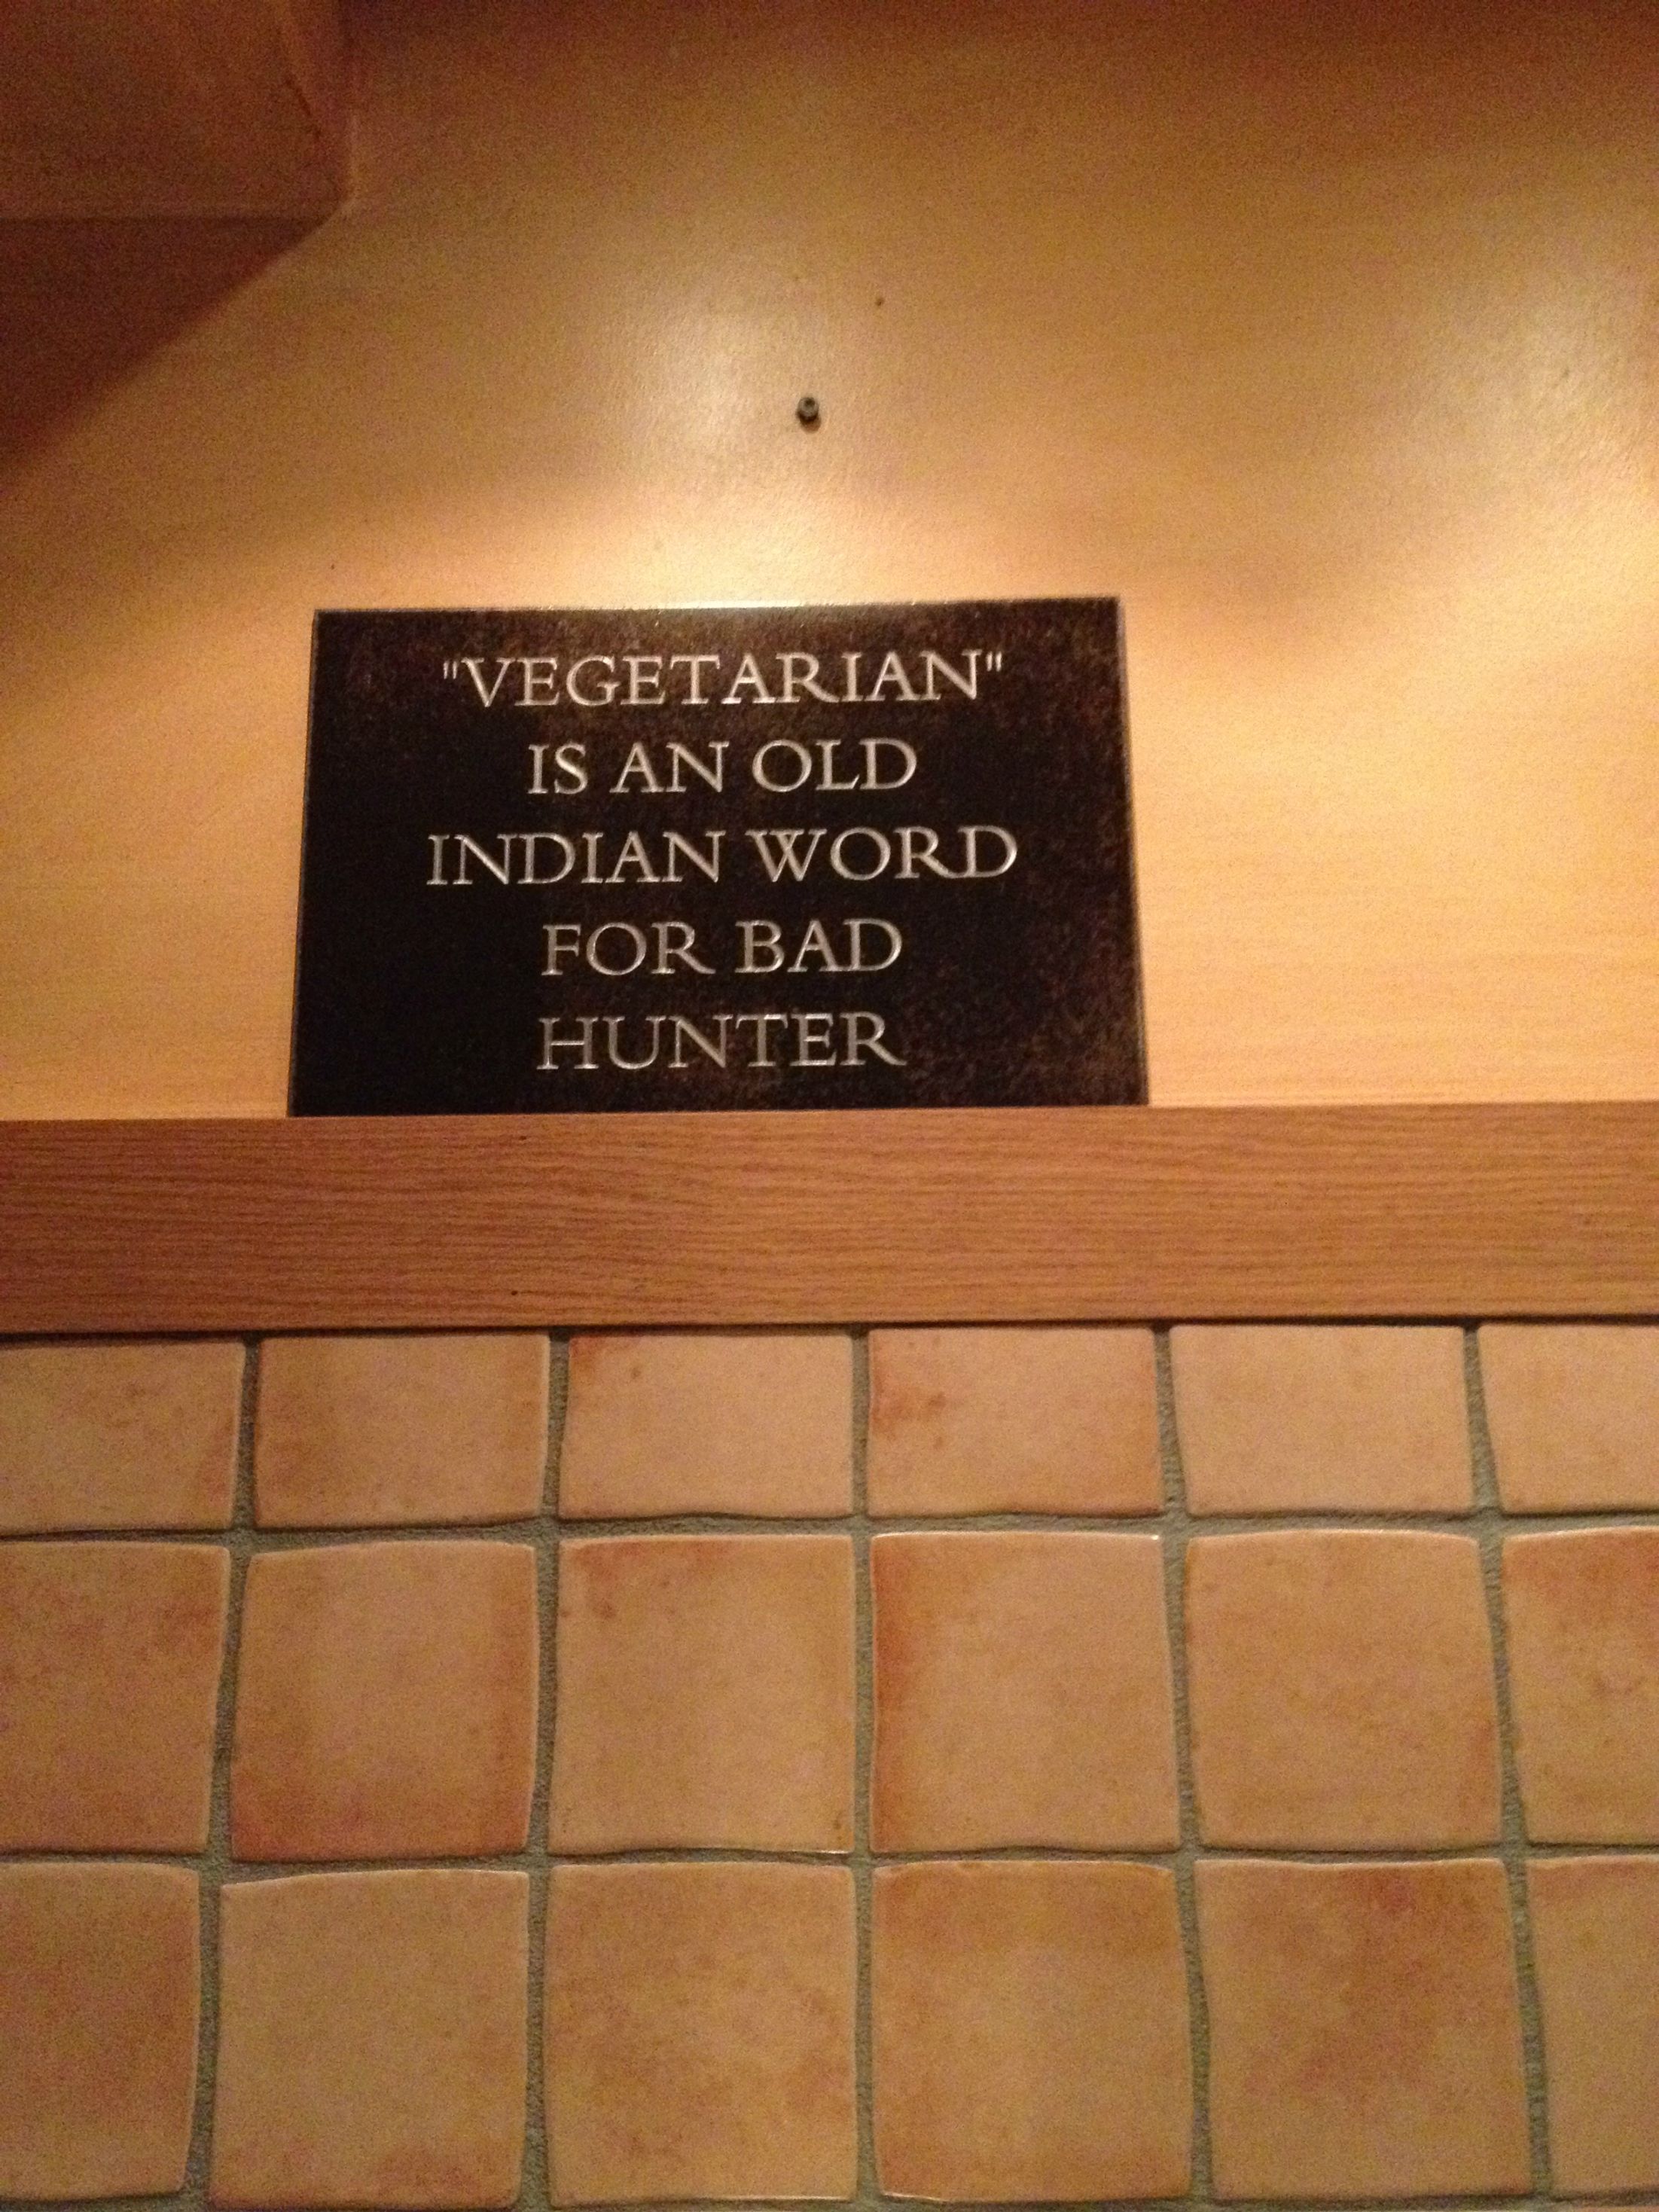 "VEGETARIAN"
IS AN OLD
INDIAN WORD
FOR BAD
HUNTER